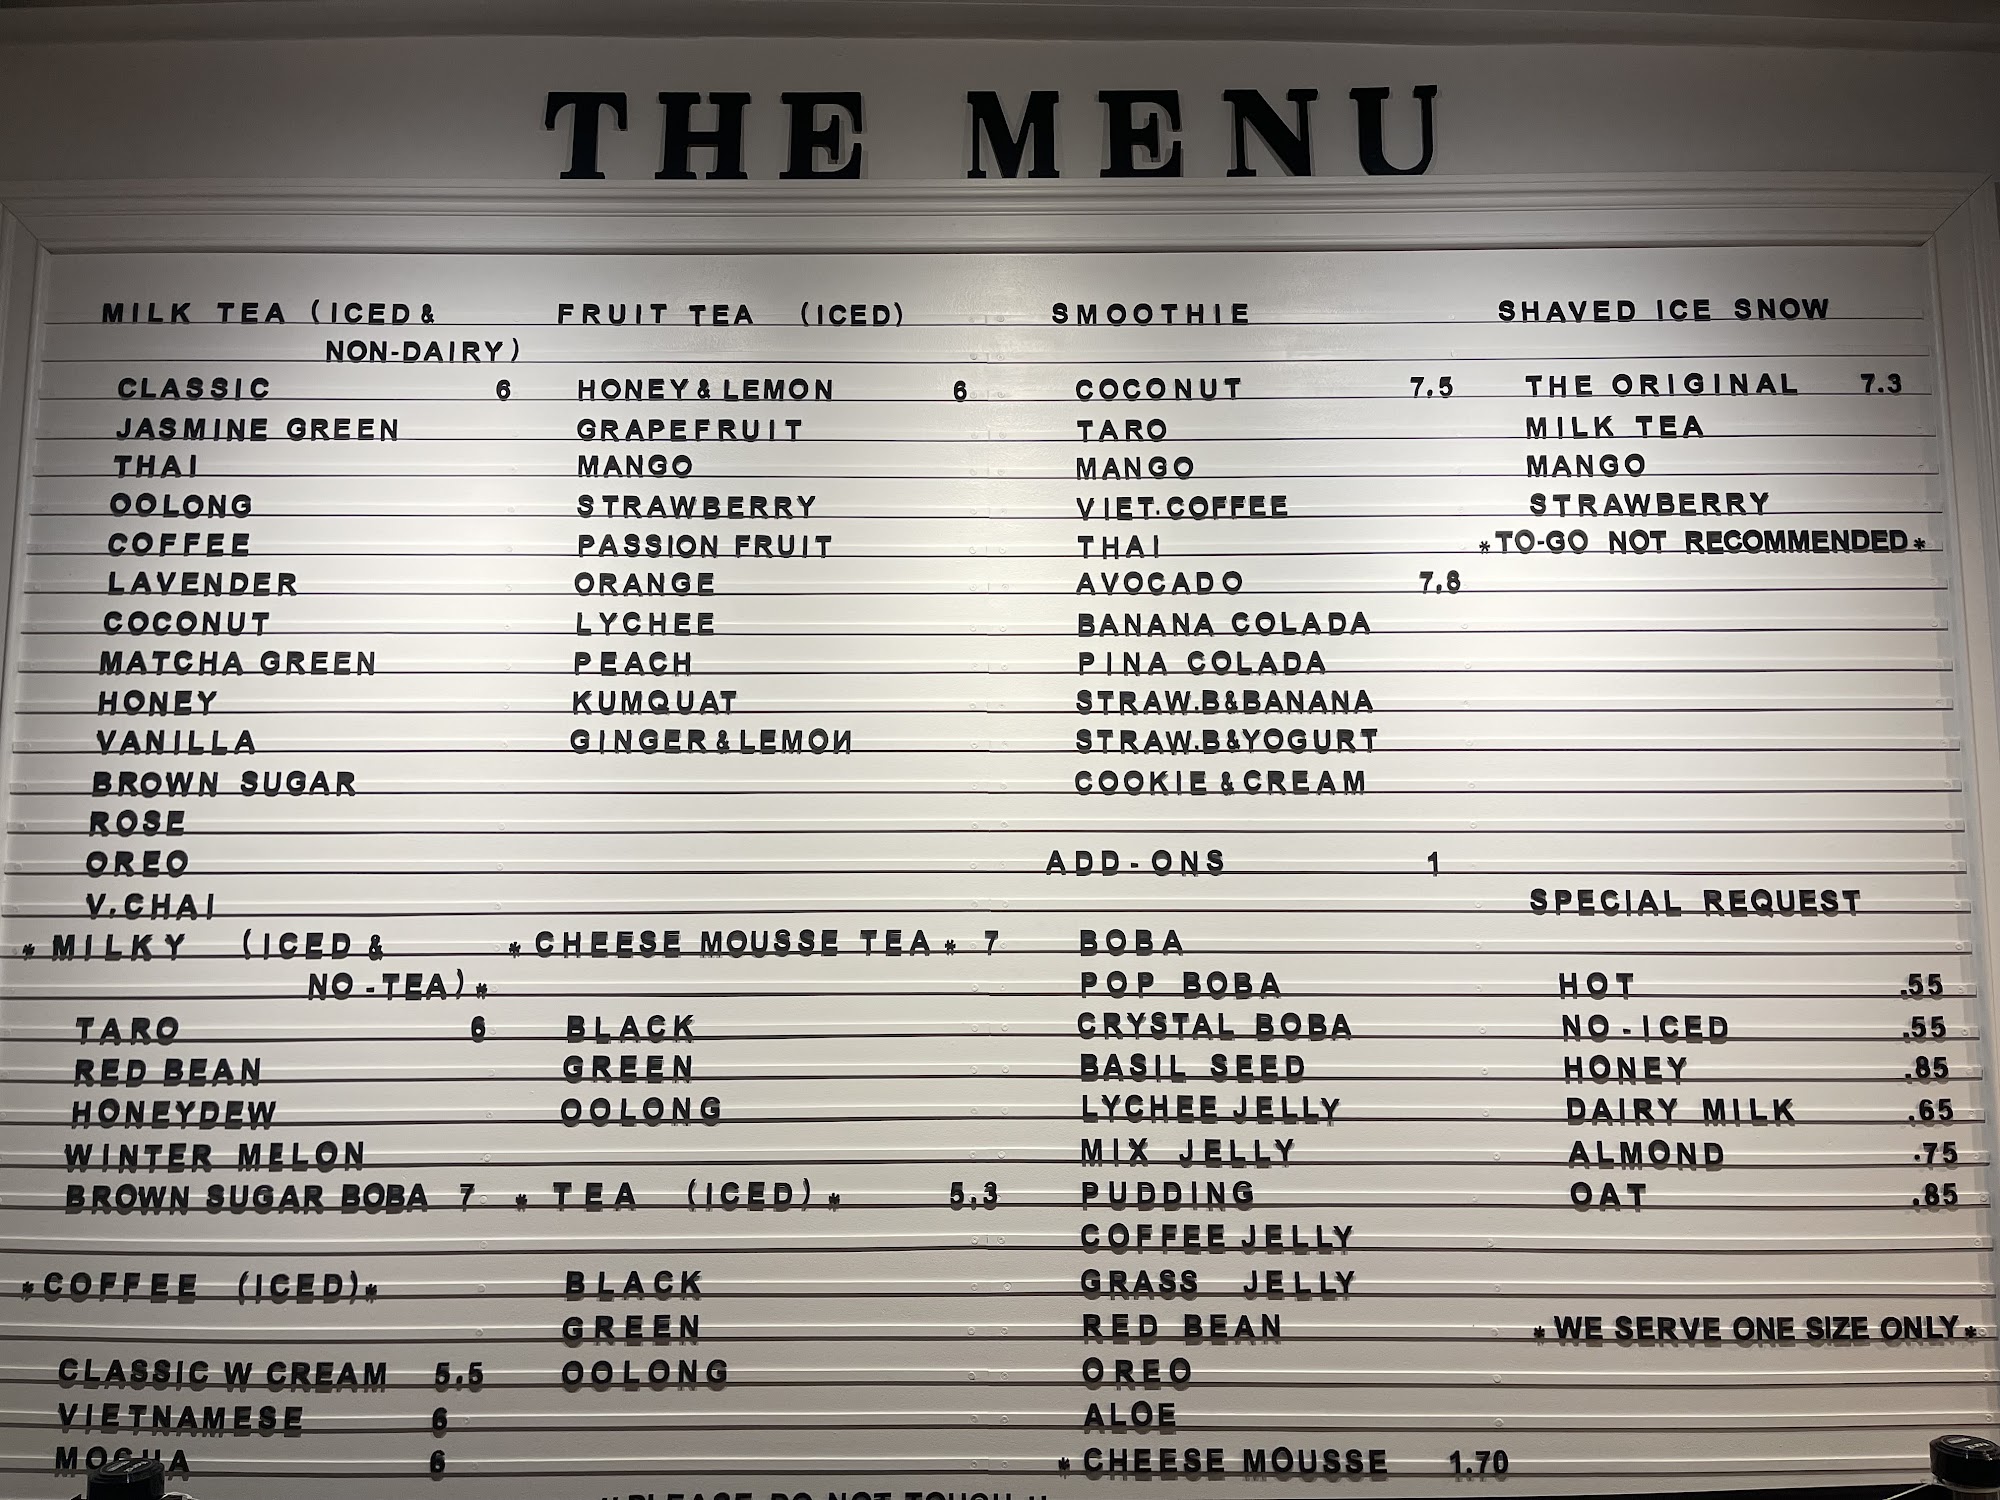 THE MENU
MILK TEA (ICED &
NON-DAIRY)
CLASSIC 6
JASMINE GREEN
THAI
OOLONG
COFFEE
LAVENDER
COCONUT
MATCHA GREEN
HONEY
VANILLA
BROWN SUGAR
ROSE
OREO
V.CHAI
*MILKY (ICED &
NO-TEA)*
TARO 6
RED BEAN
HONEYDEW
WINTER MELON
BROWN SUGAR BOBA 7
*COFFEE (ICED)*
CLASSIC W CREAM 5.5
VIETNAMESE 6
MOCHA 6
FRUIT TEA (ICED)
HONEY & LEMON 6
GRAPEFRUIT
MANGO
STRAWBERRY
PASSION FRUIT
ORANGE
LYCHEE
PEACH
KUMQUAT
GINGER & LEMON
*CHEESE MOUSSE TEA* 7
BLACK
GREEN
OOLONG
*TEA (ICED)* 5.3
BLACK
GREEN
OOLONG
SMOOTHIE
COCONUT 7.5
TARO
MANGO
VIET.COFFEE
THAI
AVOCADO 7.8
BANANA COLADA
PINA COLADA
STRAW.B&BANANA
STRAW.B&YOGURT
COOKIE & CREAM
ADD-ONS 1
BOBA
POP BOBA
CRYSTAL BOBA
BASIL SEED
LYCHEE JELLY
MIX JELLY
PUDDING
COFFEE JELLY
GRASS JELLY
RED BEAN
OREO
ALOE
*CHEESE MOUSSE 1.70
SHAVED ICE SNOW
THE ORIGINAL 7.3
MILK TEA
MANGO
STRAWBERRY
*TO-GO NOT RECOMMENDED*
SPECIAL REQUEST
HOT .55
NO-ICED .55
HONEY .85
DAIRY MILK .65
ALMOND .75
OAT .85
*WE SERVE ONE SIZE ONLY*
PLEASE DO NOT TOUCH